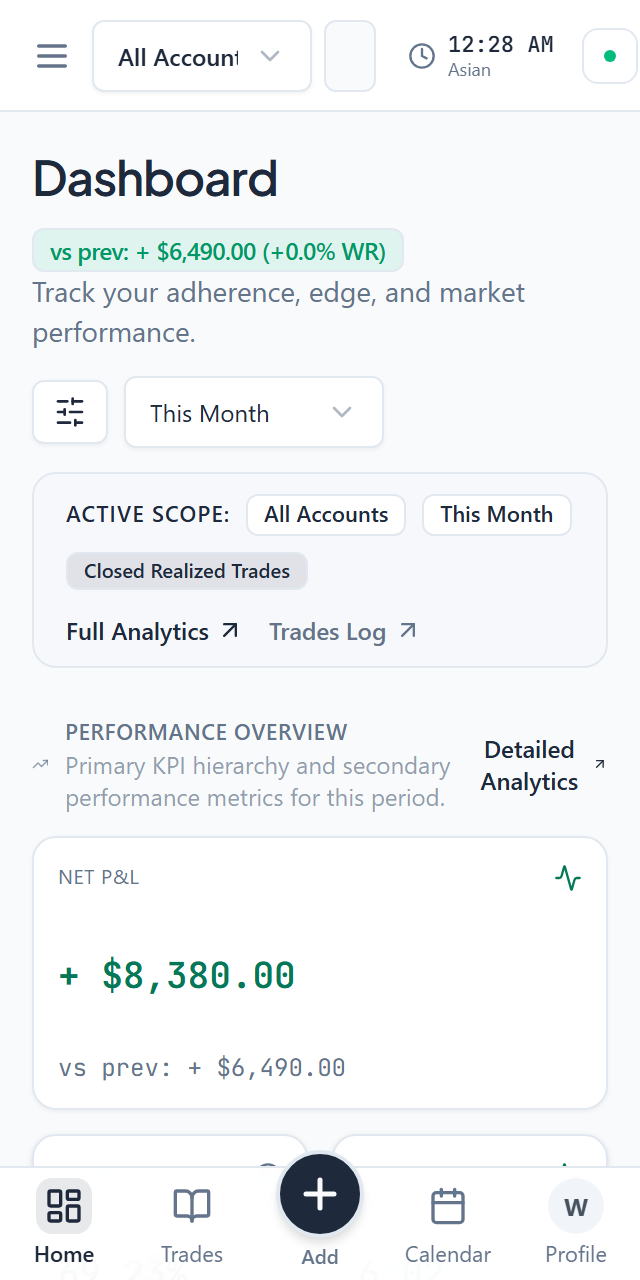 All Account
12:28 AM
Asian
Dashboard
vs prev: + $6,490.00 (+0.0% WR)
Track your adherence, edge, and market
performance.
This Month
ACTIVE SCOPE: All Accounts This Month
Closed Realized Trades
Full Analytics Trades Log
PERFORMANCE OVERVIEW
Primary KPI hierarchy and secondary
performance metrics for this period.
Detailed
Analytics
NET P&L
+ $8,380.00
vs prev: + $6,490.00
W
Home Trades Add Calendar Profile